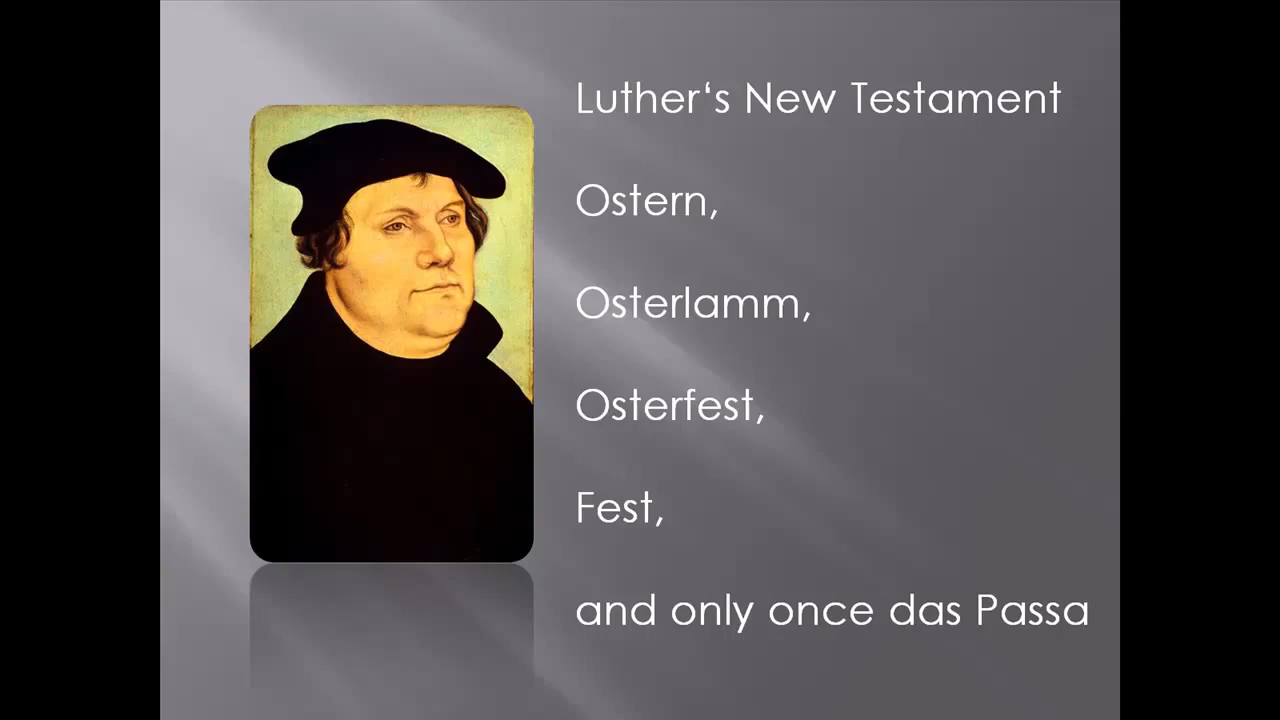 Luther‘s New Testament
Ostern,
Osterlamm,
Osterfest,
Fest,
and only once das Passa